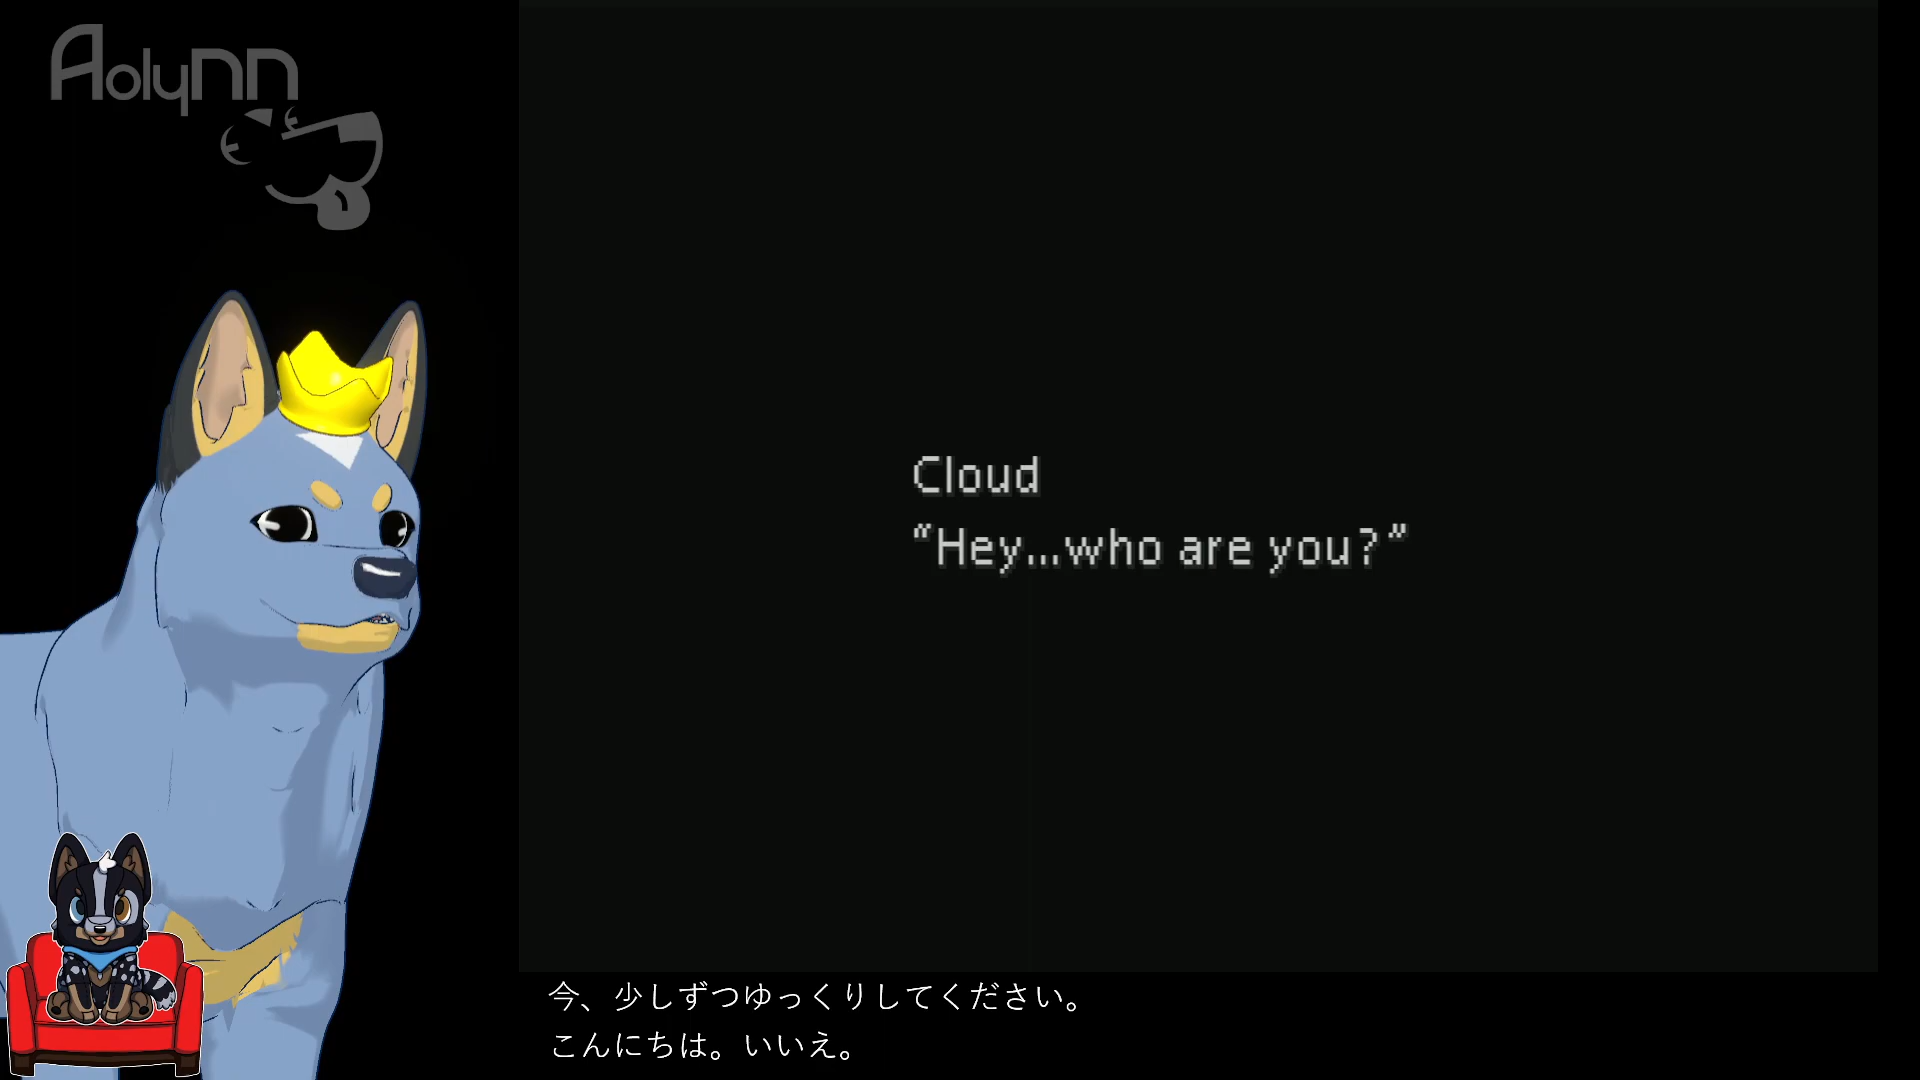 Aolynn
Cloud
“Hey...who are you?”
今、少しずつゆっくりしてください。
こんにちは。いいえ。